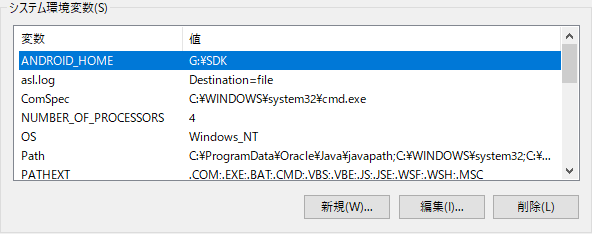 システム環境変数(S)
変数 値
ANDROID_HOME G:¥SDK
asl.log Destination=file
ComSpec C:¥WINDOWS¥system32¥cmd.exe
NUMBER_OF_PROCESSORS 4
OS Windows_NT
Path C:¥ProgramData¥Oracle¥Java¥javapath;C:¥WINDOWS¥system32;C:¥...
PATHEXT .COM;.EXE;.BAT;.CMD;.VBS;.VBE;.JS;.JSE;.WSF;.WSH;.MSC
新規(W)... 編集(I)... 削除(L)